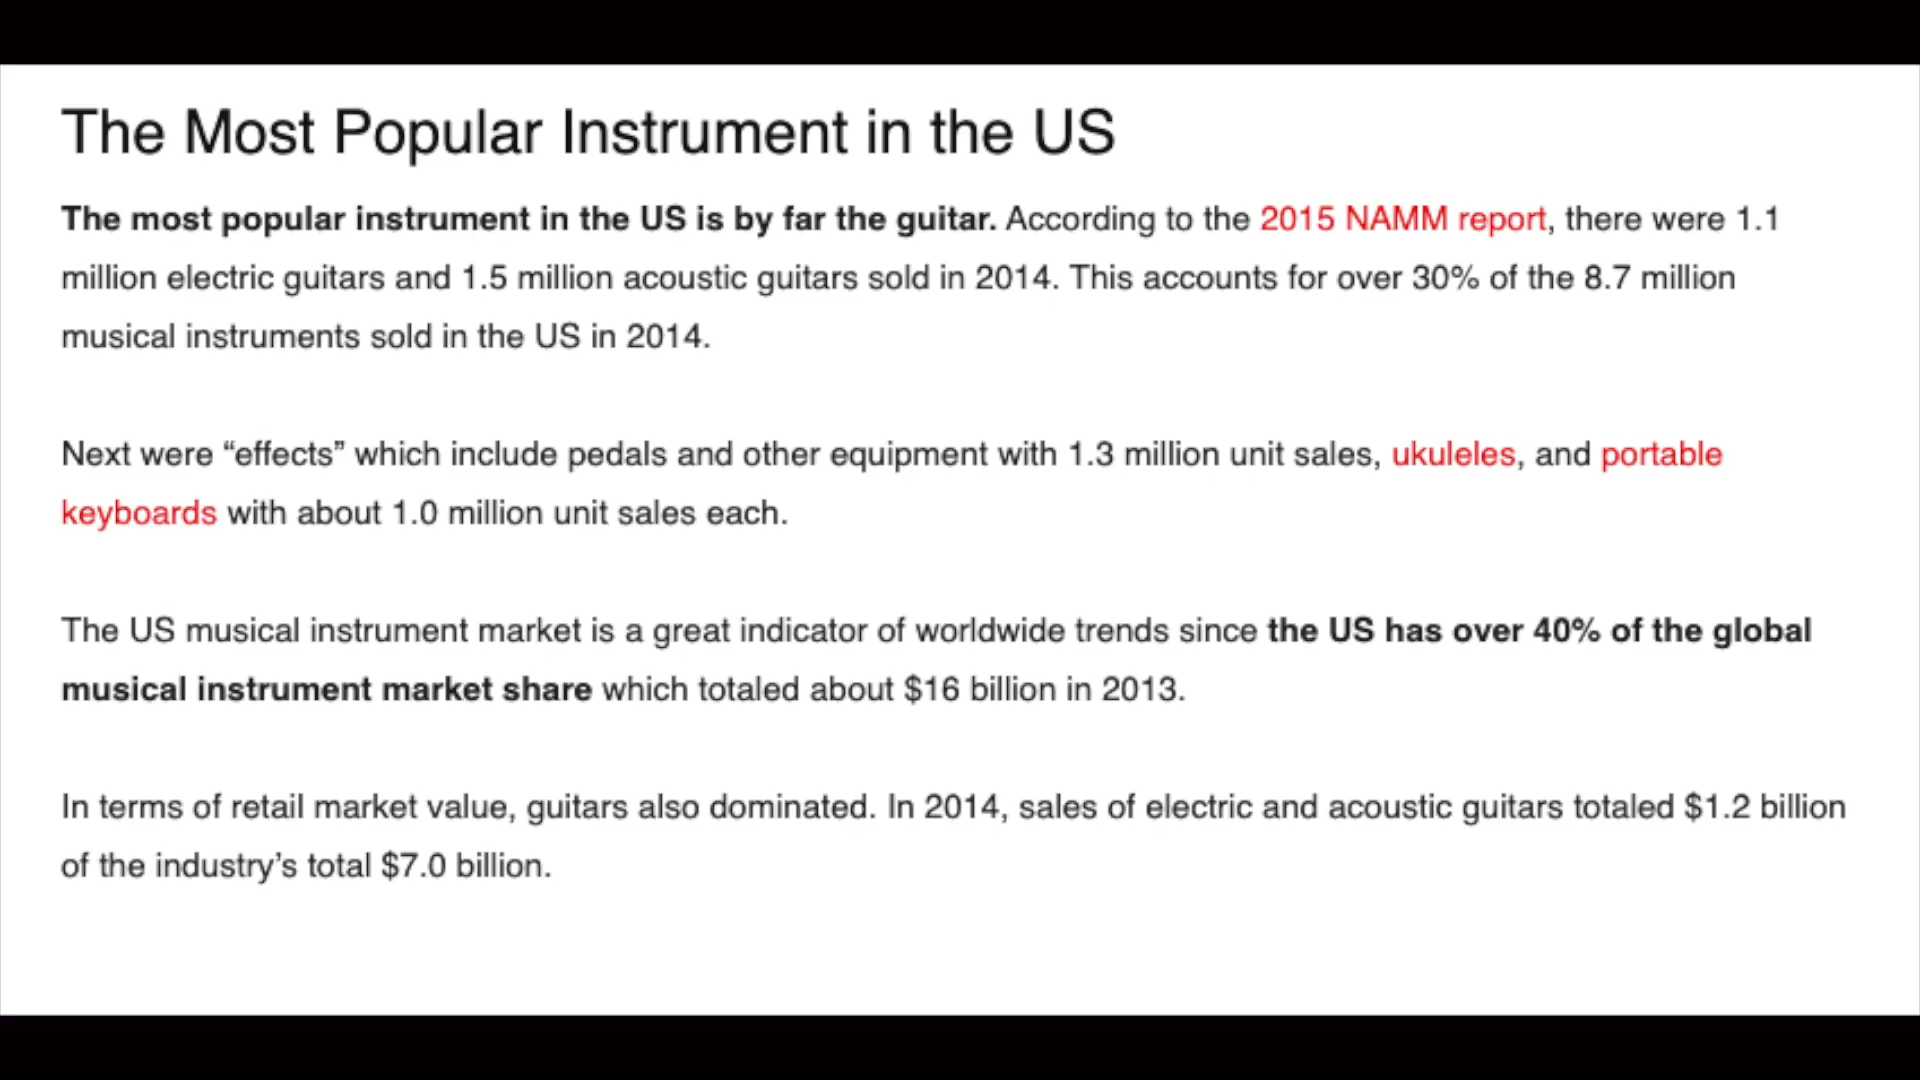 The Most Popular Instrument in the US
The most popular instrument in the US is by far the guitar. According to the 2015 NAMM report, there were 1.1
million electric guitars and 1.5 million acoustic guitars sold in 2014. This accounts for over 30% of the 8.7 million
musical instruments sold in the US in 2014.
Next were “effects” which include pedals and other equipment with 1.3 million unit sales, ukuleles, and portable
keyboards with about 1.0 million unit sales each.
The US musical instrument market is a great indicator of worldwide trends since the US has over 40% of the global
musical instrument market share which totaled about $16 billion in 2013.
In terms of retail market value, guitars also dominated. In 2014, sales of electric and acoustic guitars totaled $1.2 billion
of the industry’s total $7.0 billion.